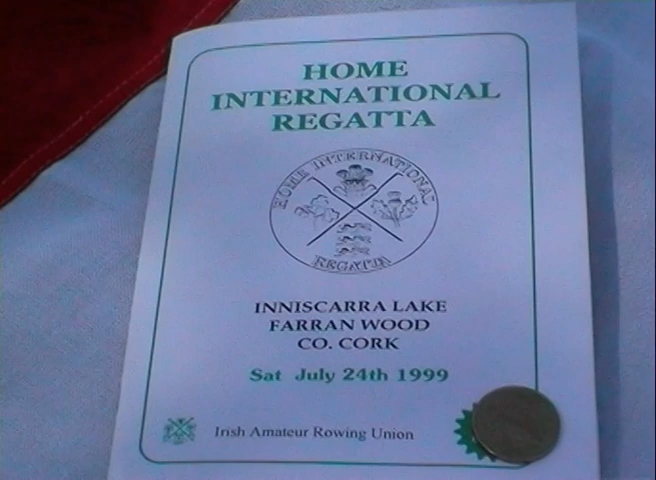 HOME
INTERNATIONAL
REGATTA
HOME INTERNATIONAL
REGATTA
INNISCARRA LAKE
FARRAN WOOD
CO. CORK
Sat July 24th 1999
Irish Amateur Rowing Union